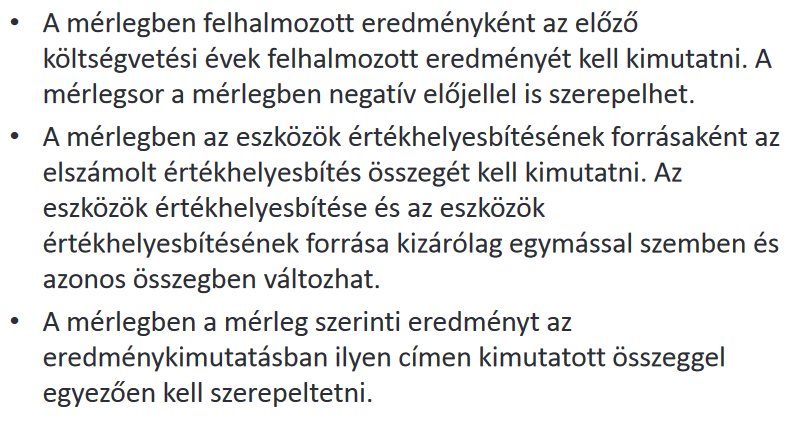 • A mérlegben felhalmozott eredményként az előző
költségvetési évek felhalmozott eredményét kell kimutatni. A
mérlegsor a mérlegben negatív előjellel is szerepelhet.
• A mérlegben az eszközök értékhelyesbítésének forrásaként az
elszámolt értékhelyesbítés összegét kell kimutatni. Az
eszközök értékhelyesbítése és az eszközök
értékhelyesbítésének forrása kizárólag egymással szemben és
azonos összegben változhat.
• A mérlegben a mérleg szerinti eredményt az
eredménykimutatásban ilyen címen kimutatott összeggel
egyezően kell szerepeltetni.